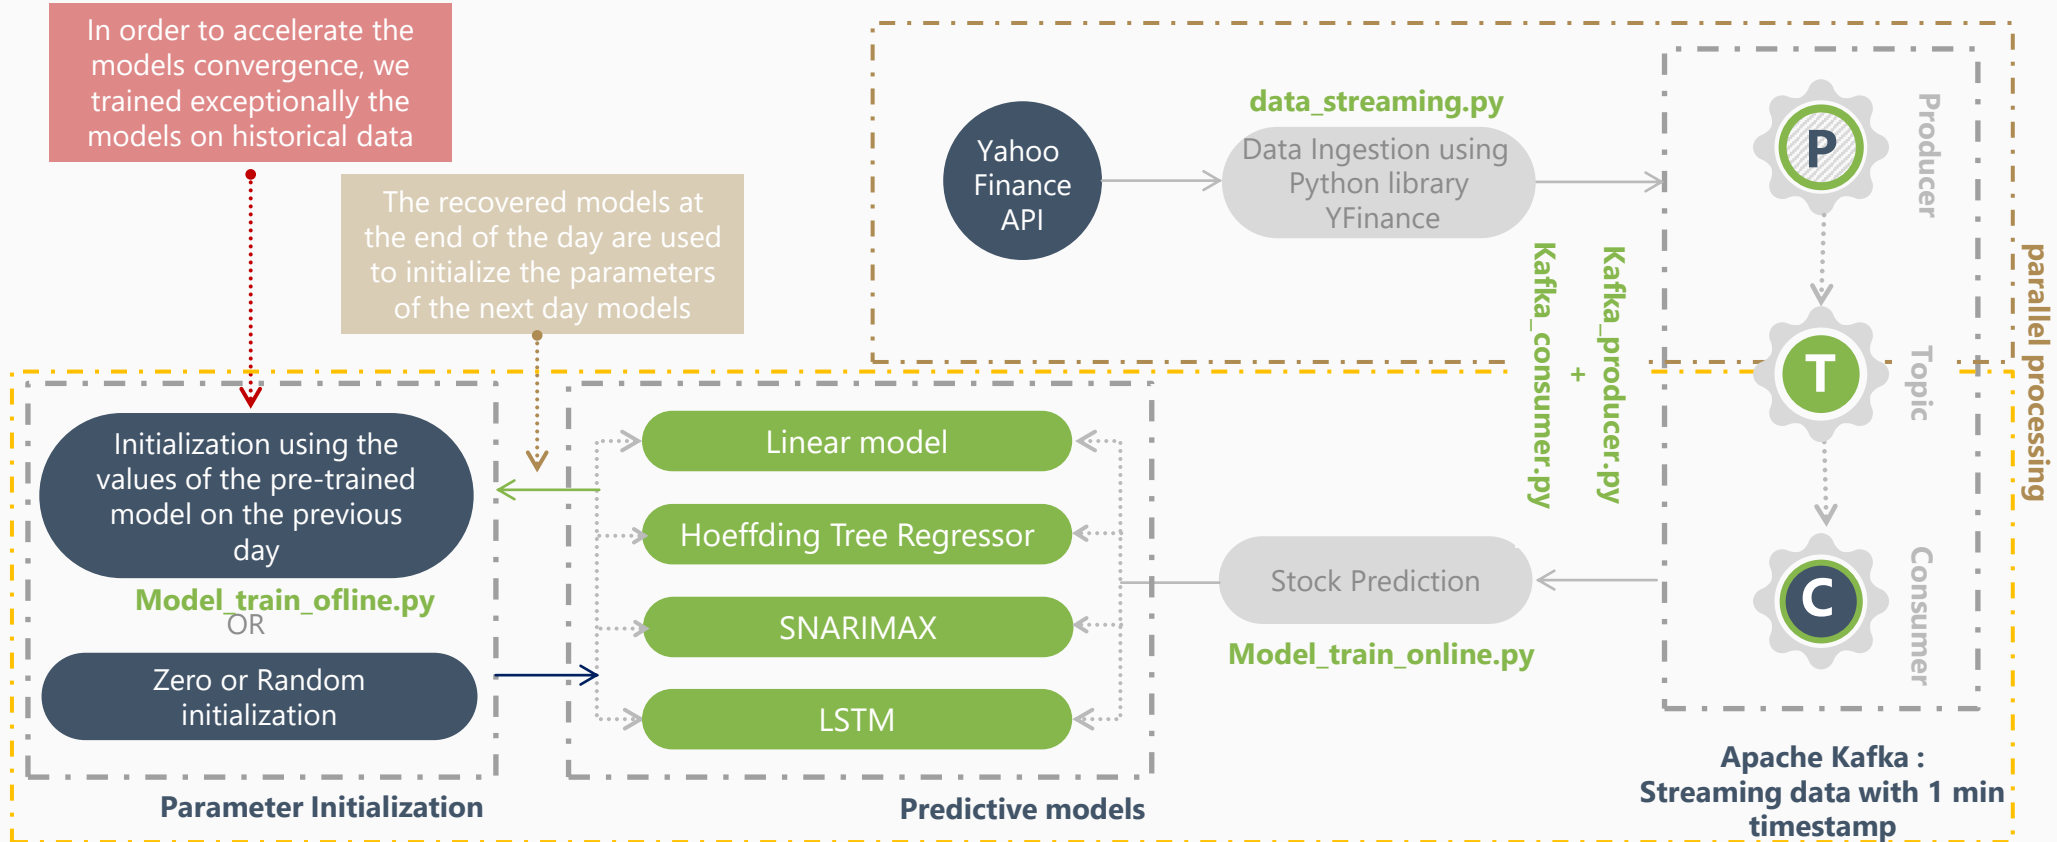 In order to accelerate the
models convergence, we
trained exceptionally the
models on historical data
The recovered models at
the end of the day are used
to initialize the parameters
of the next day models
Yahoo
Finance
API
data_streaming.py
Data Ingestion using
Python library
YFinance
Kafka_consumer.py
+
Kafka_producer.py
P
Producer
T
Topic
C
Consumer
parallel processing
Initialization using the
values of the pre-trained
model on the previous
day
Model_train_ofline.py
OR
Zero or Random
initialization
Parameter Initialization
Linear model
Hoeffding Tree Regressor
SNARIMAX
LSTM
Predictive models
Stock Prediction
Model_train_online.py
Apache Kafka :
Streaming data with 1 min
timestamp